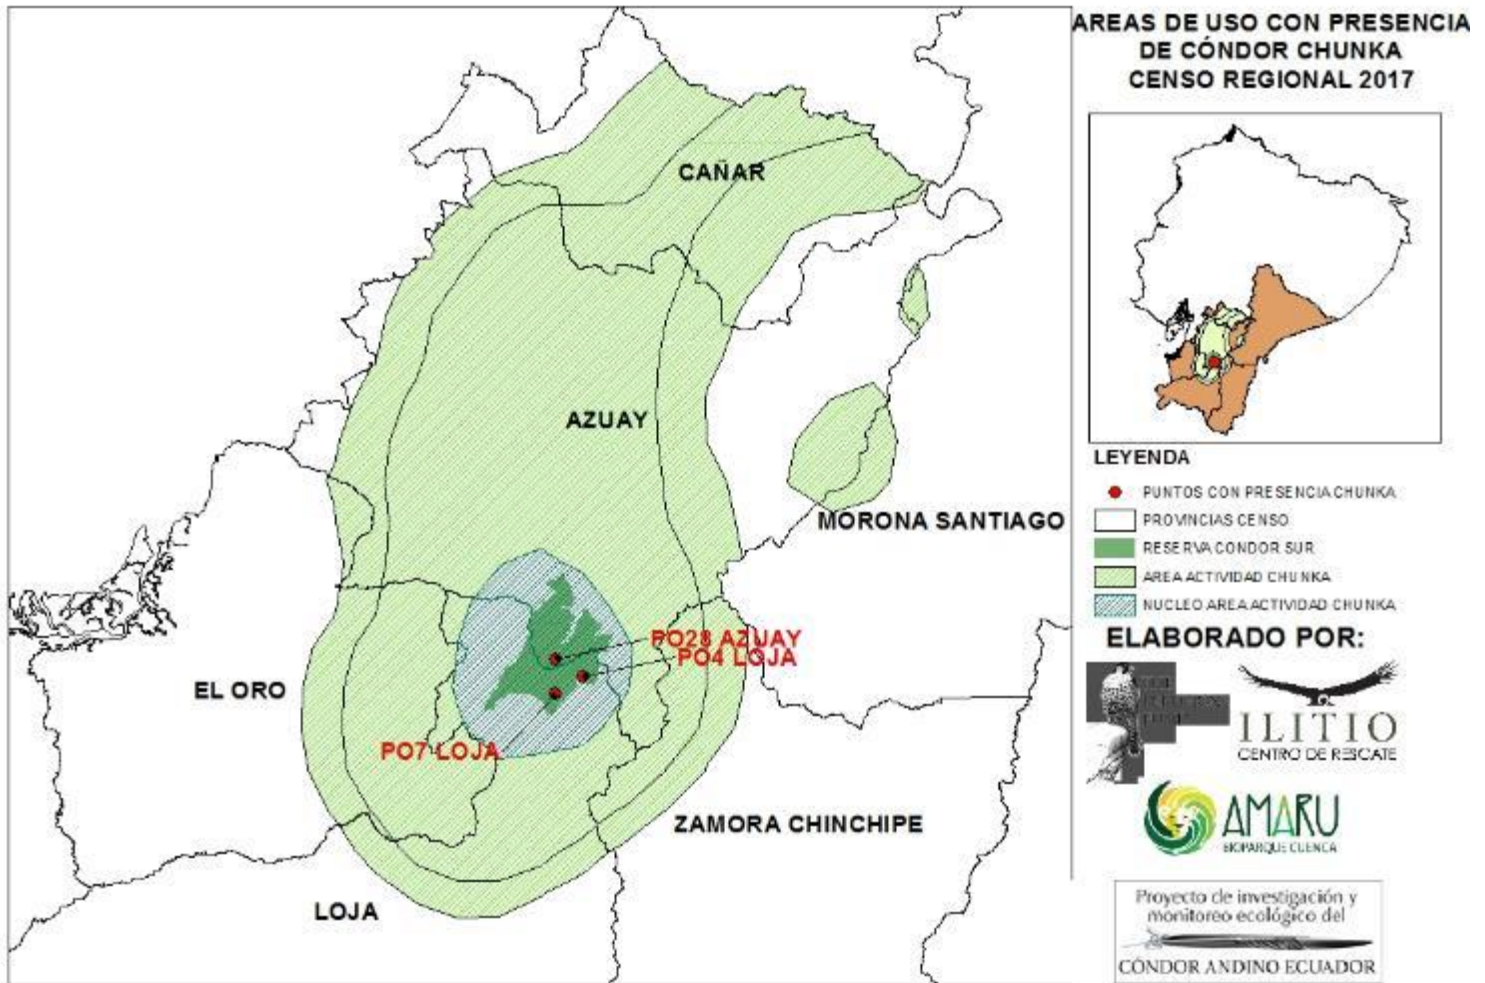 AREAS DE USO CON PRESENCIA
DE CÓNDOR CHUNKA
CENSO REGIONAL 2017
CAÑAR
AZUAY
MORONA SANTIAGO
PO28 AZUAY
PO4 LOJA
EL ORO
PO7 LOJA
ZAMORA CHINCHIPE
LOJA
LEYENDA
PUNTOS CON PRESENCIA CHUNKA
PROVINCIAS CENSO
RESERVA CONDOR SUR
AREA ACTIVIDAD CHUNKA
NUCLEO AREA ACTIVIDAD CHUNKA
ELABORADO POR:
ILITIO
CENTRO DE RESCATE
AMARU
BIOPARQUE CUENCA
Proyecto de investigación y
monitoreo ecológico del
CÓNDOR ANDINO ECUADOR